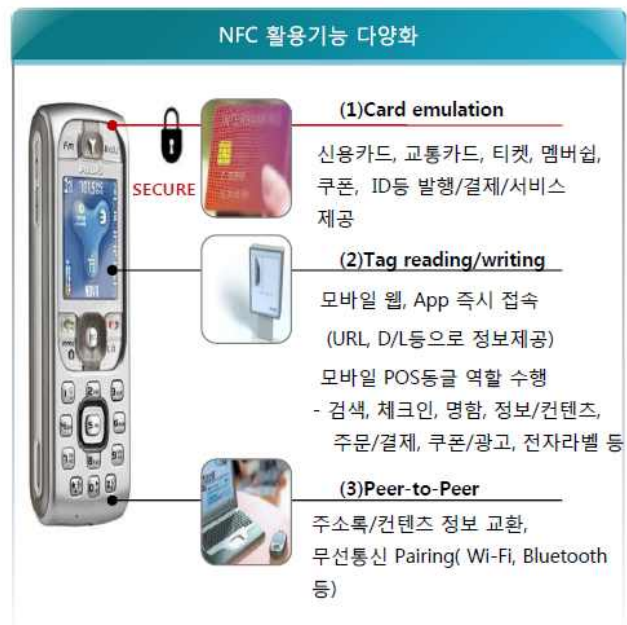 NFC 활용기능 다양화
(1)Card emulation
SECURE
신용카드, 교통카드, 티켓, 멤버쉽,
쿠폰, ID등 발행/결제/서비스
제공
(2)Tag reading/writing
모바일 웹, App 즉시 접속
(URL, D/L등으로 정보제공)
모바일 POS동글 역할 수행
- 검색, 체크인, 명함, 정보/컨텐츠,
주문/결제, 쿠폰/광고, 전자라벨 등
(3)Peer-to-Peer
주소록/컨텐츠 정보 교환,
무선통신 Pairing( Wi-Fi, Bluetooth
등)